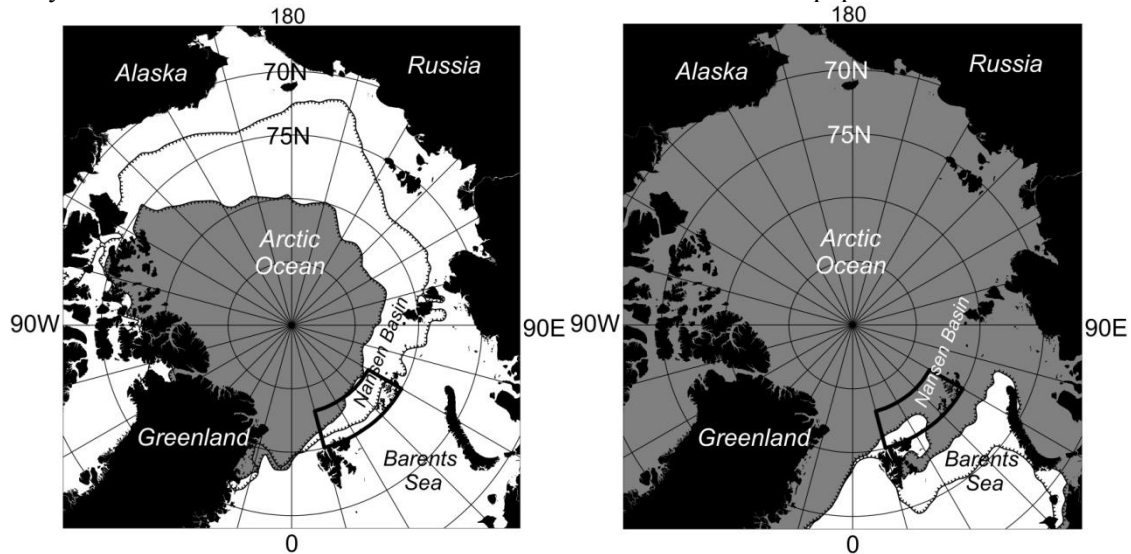 180
Alaska
Russia
70N
75N
Arctic
Ocean
90W
90E
Nansen Basin
Greenland
Barents
Sea
0
180
Alaska
Russia
70N
75N
Arctic
Ocean
90W
90E
Nansen Basin
Greenland
Barents
Sea
0